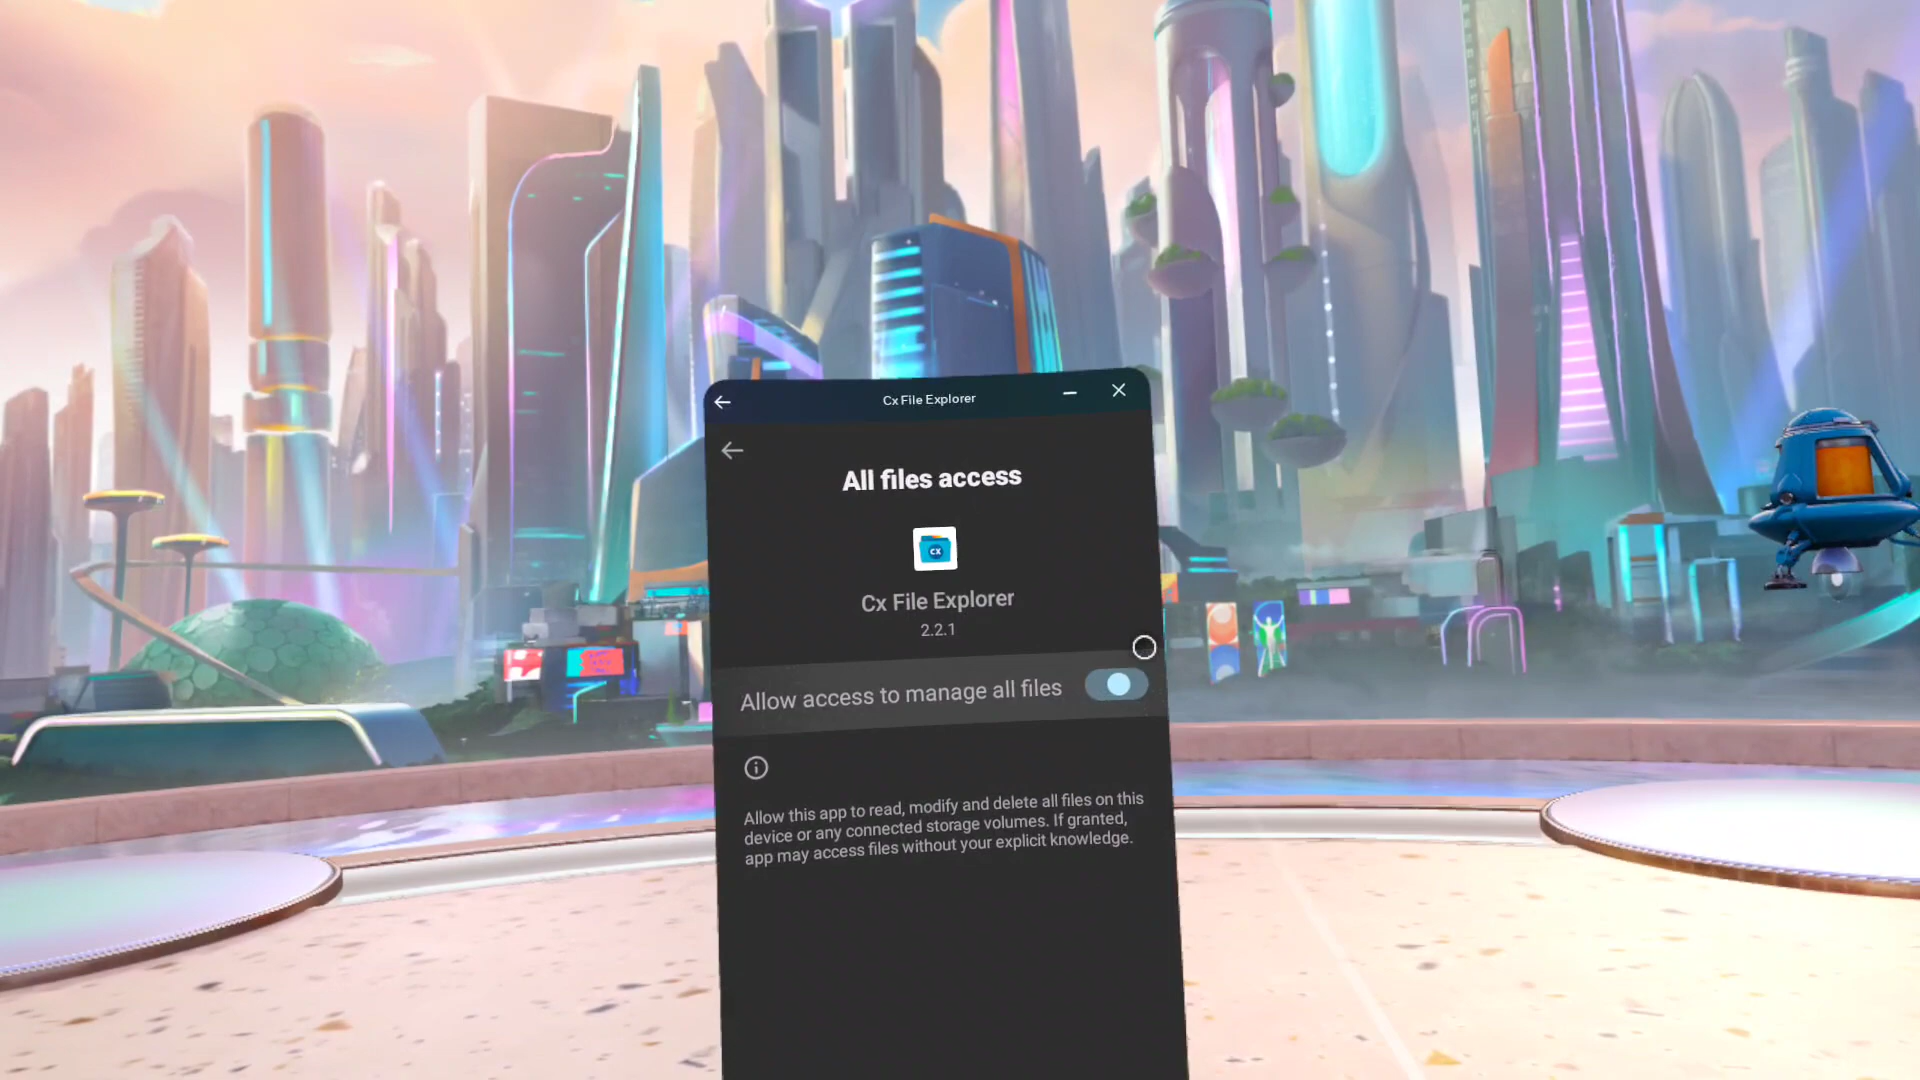 Cx File Explorer
All files access
CX
Cx File Explorer
2.2.1
Allow access to manage all files
Allow this app to read, modify and delete all files on this
device or any connected storage volumes. If granted,
app may access files without your explicit knowledge.